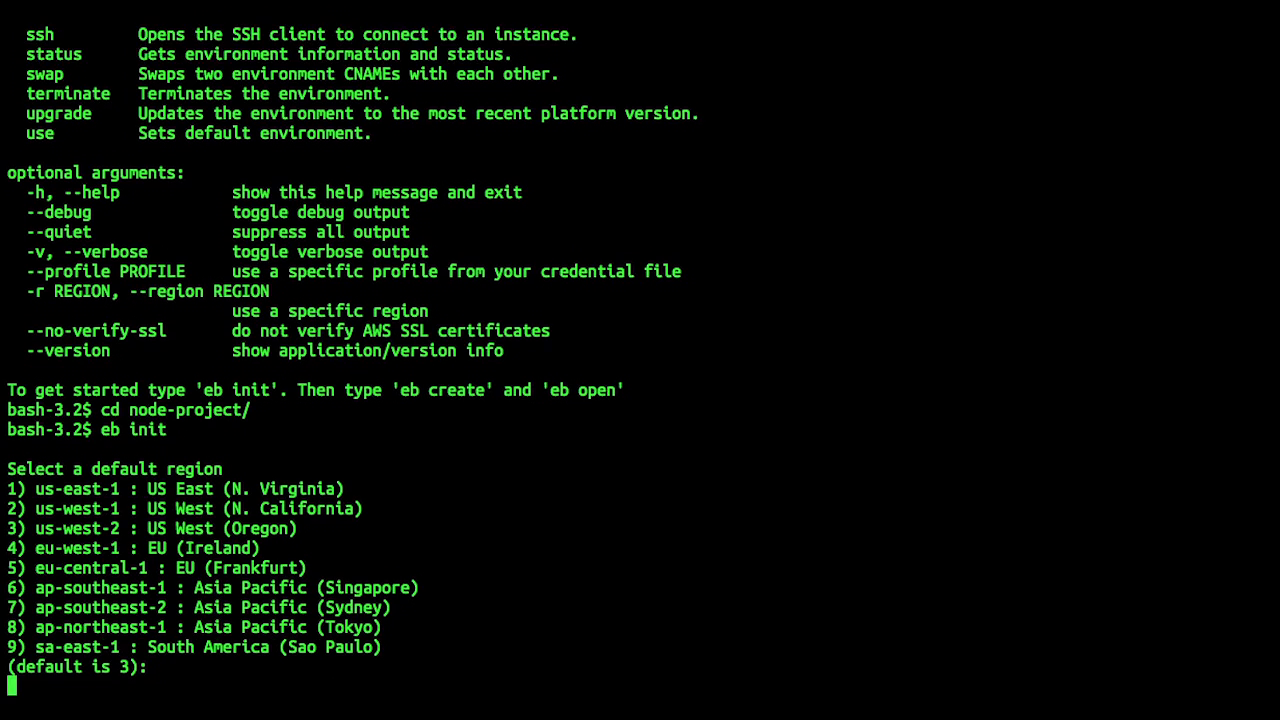 ssh Opens the SSH client to connect to an instance.
status Gets environment information and status.
swap Swaps two environment CNAMEs with each other.
terminate Terminates the environment.
upgrade Updates the environment to the most recent platform version.
use Sets default environment.
optional arguments:
-h, --help show this help message and exit
--debug toggle debug output
--quiet suppress all output
-v, --verbose toggle verbose output
--profile PROFILE use a specific profile from your credential file
-r REGION, --region REGION
use a specific region
--no-verify-ssl do not verify AWS SSL certificates
--version show application/version info
To get started type 'eb init'. Then type 'eb create' and 'eb open'
bash-3.2$ cd node-project/
bash-3.2$ eb init
Select a default region
1) us-east-1 : US East (N. Virginia)
2) us-west-1 : US West (N. California)
3) us-west-2 : US West (Oregon)
4) eu-west-1 : EU (Ireland)
5) eu-central-1 : EU (Frankfurt)
6) ap-southeast-1 : Asia Pacific (Singapore)
7) ap-southeast-2 : Asia Pacific (Sydney)
8) ap-northeast-1 : Asia Pacific (Tokyo)
9) sa-east-1 : South America (Sao Paulo)
(default is 3):